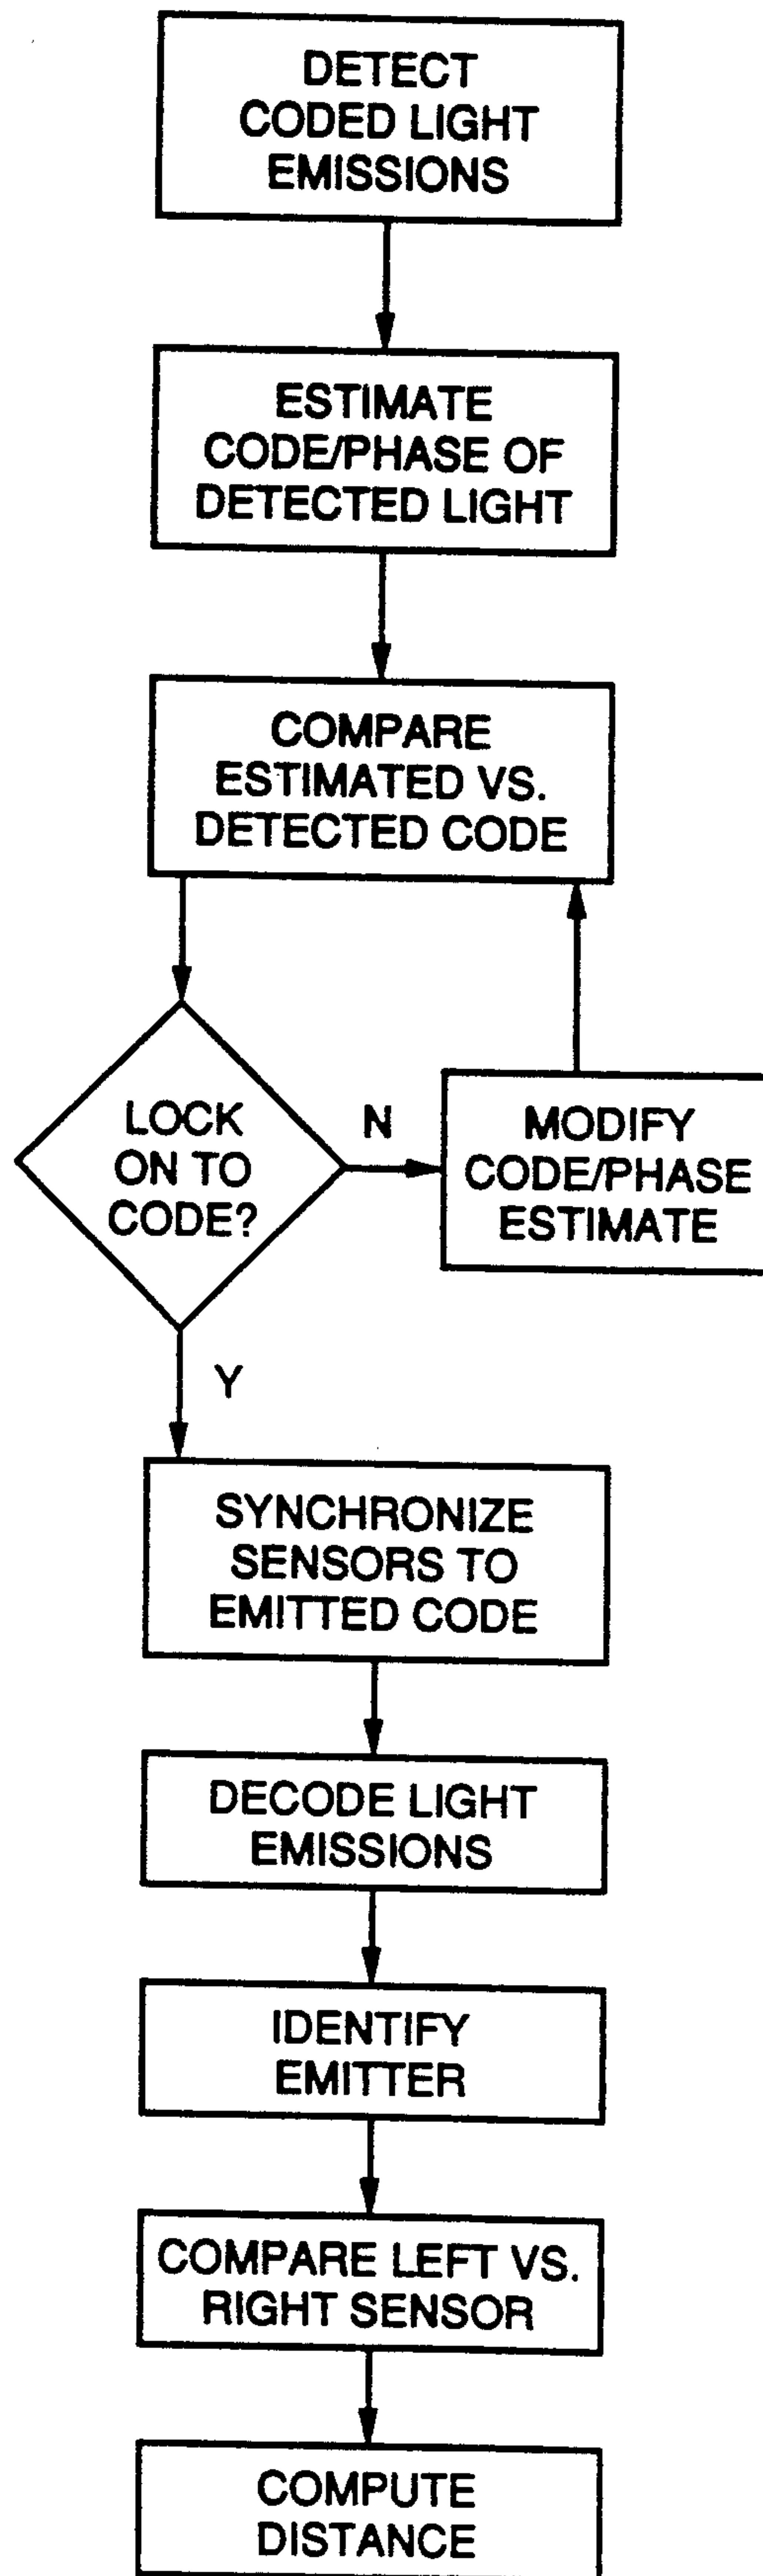 DETECT
CODED LIGHT
EMISSIONS
ESTIMATE
CODE/PHASE OF
DETECTED LIGHT
COMPARE
ESTIMATED VS.
DETECTED CODE
LOCK
ON TO
CODE?
N
MODIFY
CODE/PHASE
ESTIMATE
Y
SYNCHRONIZE
SENSORS TO
EMITTED CODE
DECODE LIGHT
EMISSIONS
IDENTIFY
EMITTER
COMPARE LEFT VS.
RIGHT SENSOR
COMPUTE
DISTANCE